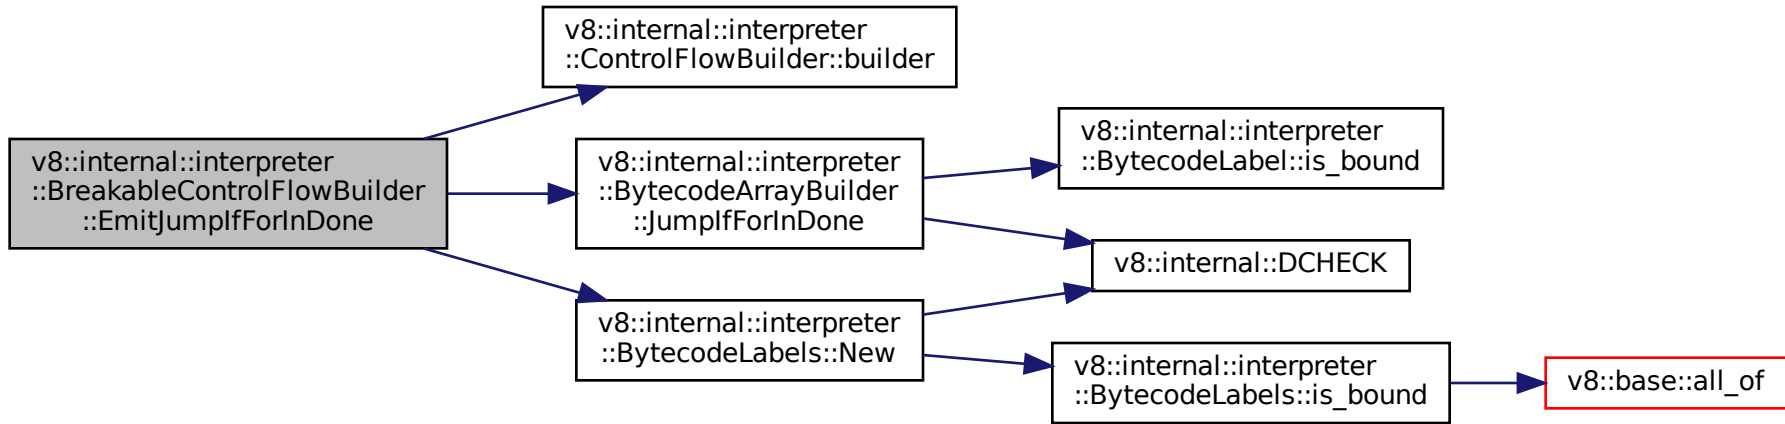 v8::internal::interpreter
::ControlFlowBuilder::builder
v8::internal::interpreter
::BreakableControlFlowBuilder
::EmitJumpIfForInDone
v8::internal::interpreter
::BytecodeArrayBuilder
::JumpIfForInDone
v8::internal::interpreter
::BytecodeLabel::is_bound
v8::internal::DCHECK
v8::internal::interpreter
::BytecodeLabels::New
v8::internal::interpreter
::BytecodeLabels::is_bound
v8::base::all_of